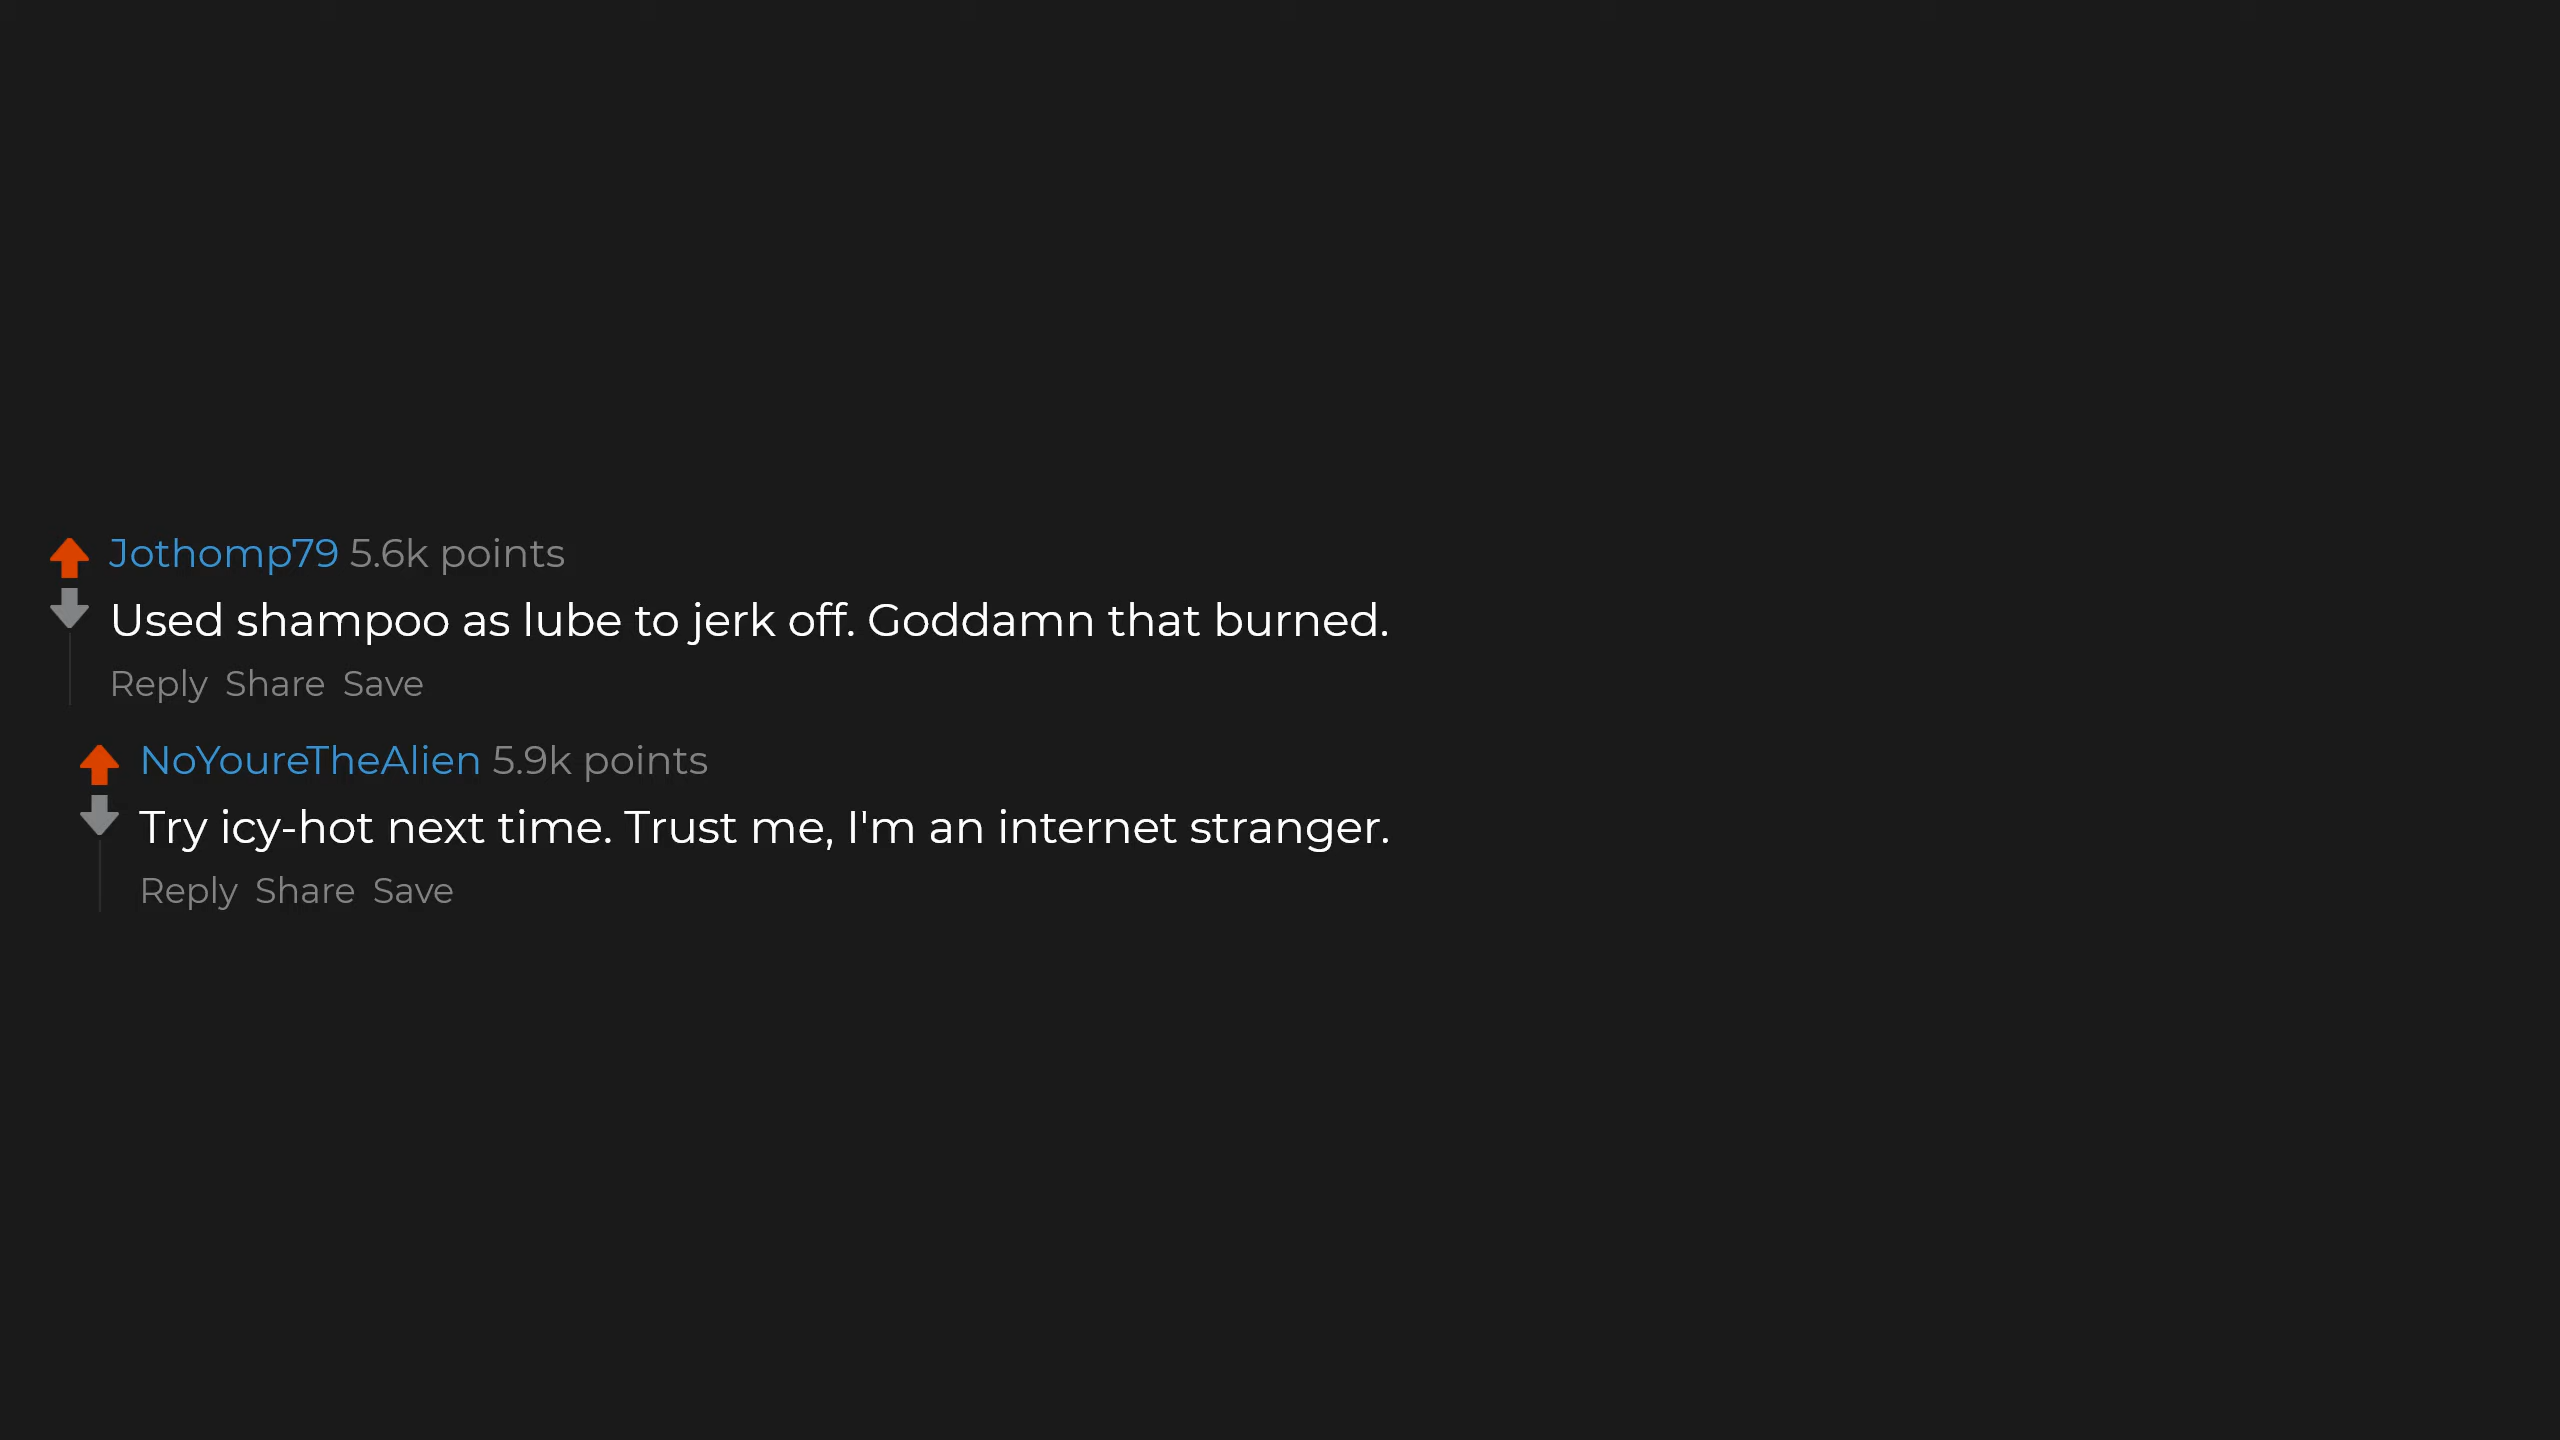 Jothomp79 5.6k points
Used shampoo as lube to jerk off. Goddamn that burned.
Reply Share Save
NoYoureTheAlien 5.9k points
Try icy-hot next time. Trust me, I'm an internet stranger.
Reply Share Save